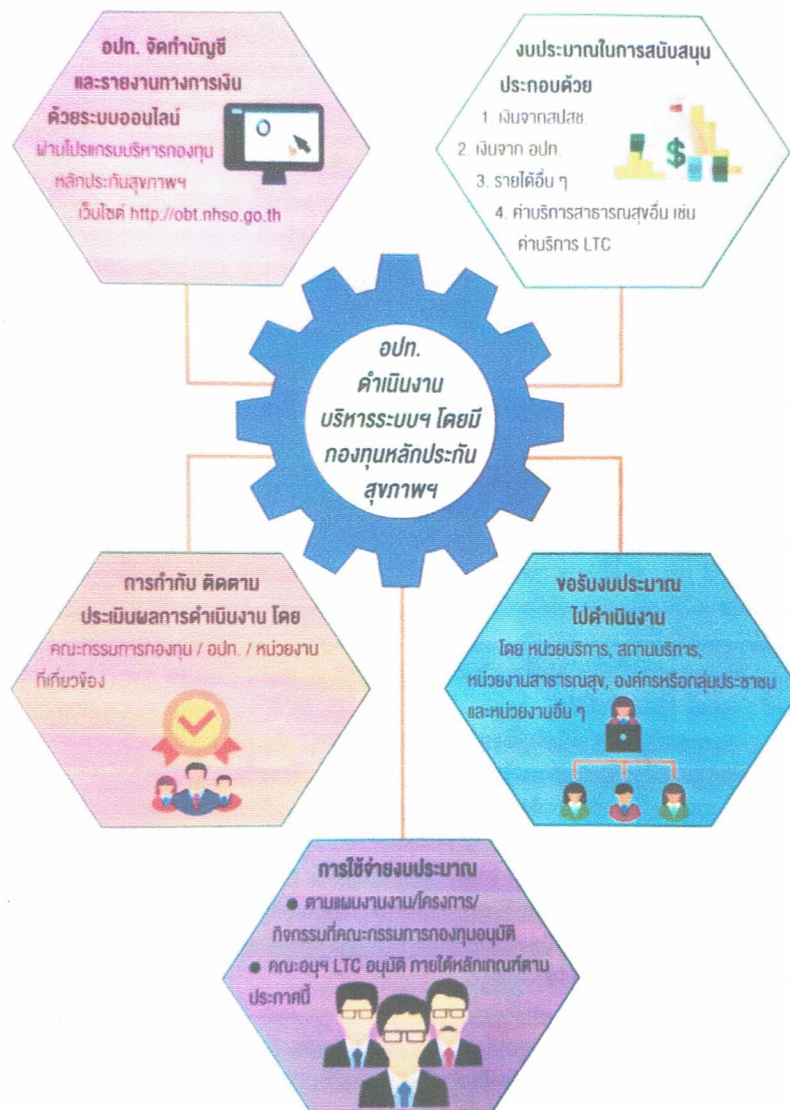 อปท. จัดทำบัญชี
และรายงานทางการเงิน
ด้วยระบบออนไลน์
ผ่านโปรแกรมบริหารกองทุน
หลักประกันสุขภาพฯ
เว็บไซต์ http://obt.nhso.go.th
งบประมาณในการสนับสนุน
ประกอบด้วย
1. เงินจากสปสช.
2. เงินจาก อปท.
3. รายได้อื่น ๆ
4. ค่าบริการสาธารณสุขอื่น เช่น
ค่าบริการ LTC
$
อปท.
ดำเนินงาน
บริหารระบบฯ โดยมี
กองทุนหลักประกัน
สุขภาพฯ
การกำกับ ติดตาม
ประเมินผลการดำเนินงาน โดย
คณะกรรมการกองทุน / อปท. / หน่วยงาน
ที่เกี่ยวข้อง
ขอรับงบประมาณ
ไปดำเนินงาน
โดย หน่วยบริการ, สถานบริการ,
หน่วยงานสาธารณสุข, องค์กรหรือกลุ่มประชาชน
และหน่วยงานอื่น ๆ
การใช้จ่ายงบประมาณ
● ตามแผนงานงาน/โครงการ/
กิจกรรมที่คณะกรรมการกองทุนอนุมัติ
● คณะอนุฯ LTC อนุมัติ ภายใต้หลักเกณฑ์ตาม
ประกาศนี้